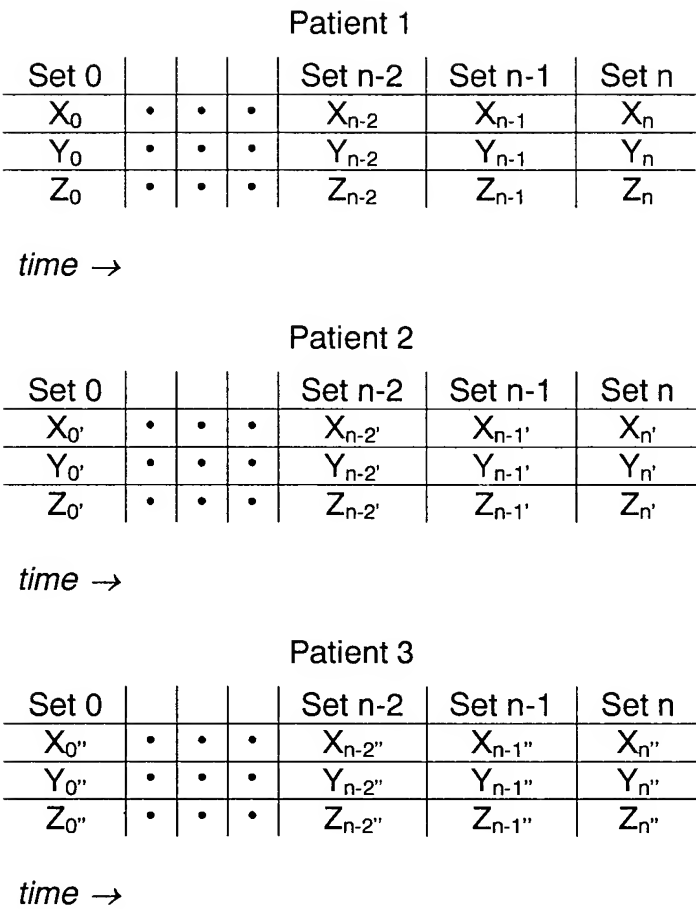 Patient 1
Set 0 Set n-2 Set n-1 Set n
X₀ • • • Xₙ₋₂ Xₙ₋₁ Xₙ
Y₀ • • • Yₙ₋₂ Yₙ₋₁ Yₙ
Z₀ • • • Zₙ₋₂ Zₙ₋₁ Zₙ
time →
Patient 2
Set 0 Set n-2 Set n-1 Set n
X₀' • • • Xₙ₋₂' Xₙ₋₁' Xₙ'
Y₀' • • • Yₙ₋₂' Yₙ₋₁' Yₙ'
Z₀' • • • Zₙ₋₂' Zₙ₋₁' Zₙ'
time →
Patient 3
Set 0 Set n-2 Set n-1 Set n
X₀" • • • Xₙ₋₂" Xₙ₋₁" Xₙ"
Y₀" • • • Yₙ₋₂" Yₙ₋₁" Yₙ"
Z₀" • • • Zₙ₋₂" Zₙ₋₁" Zₙ"
time →